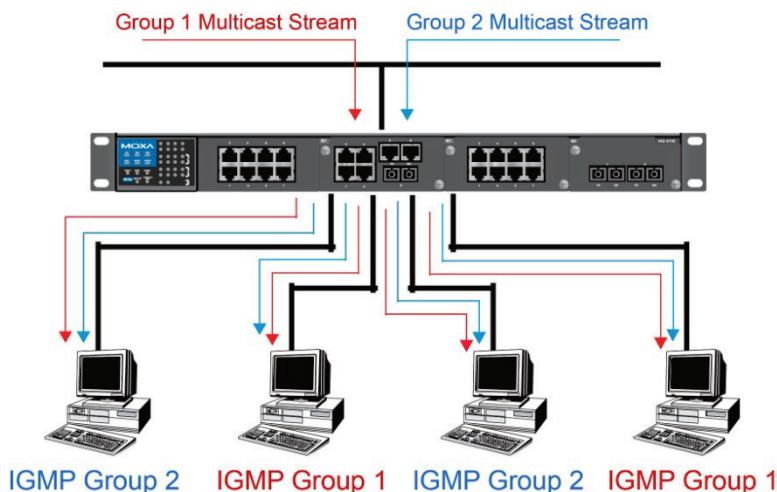 Group 1 Multicast Stream
Group 2 Multicast Stream
MOXA
IGMP Group 2
IGMP Group 1
IGMP Group 2
IGMP Group 1